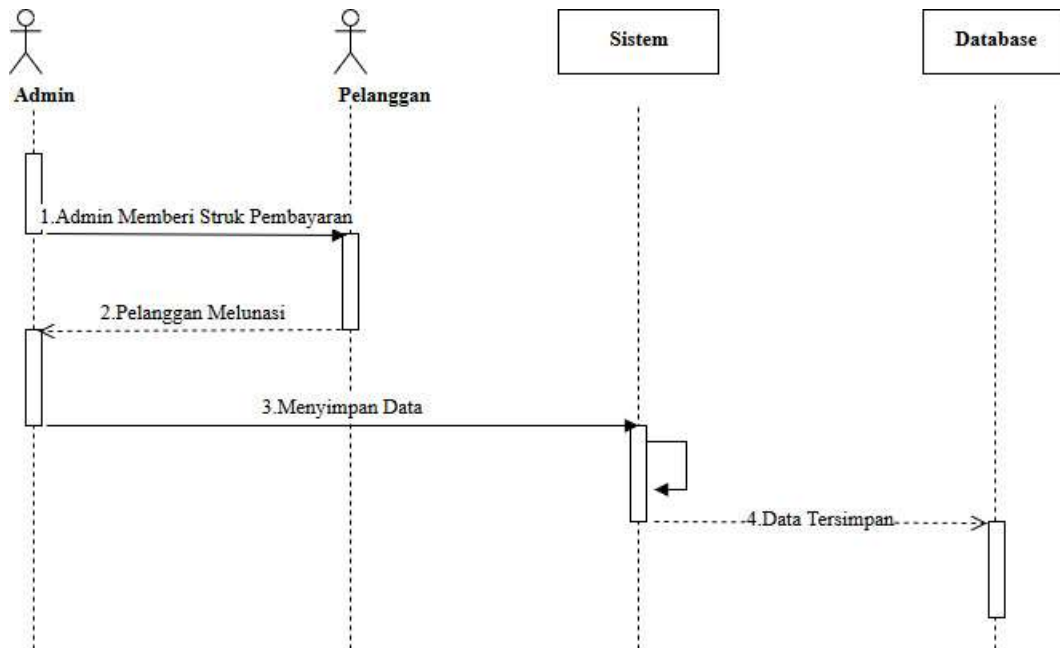 Admin
Pelanggan
Sistem
Database
1.Admin Memberi Struk Pembayaran
2.Pelanggan Melunasi
3.Menyimpan Data
4.Data Tersimpan